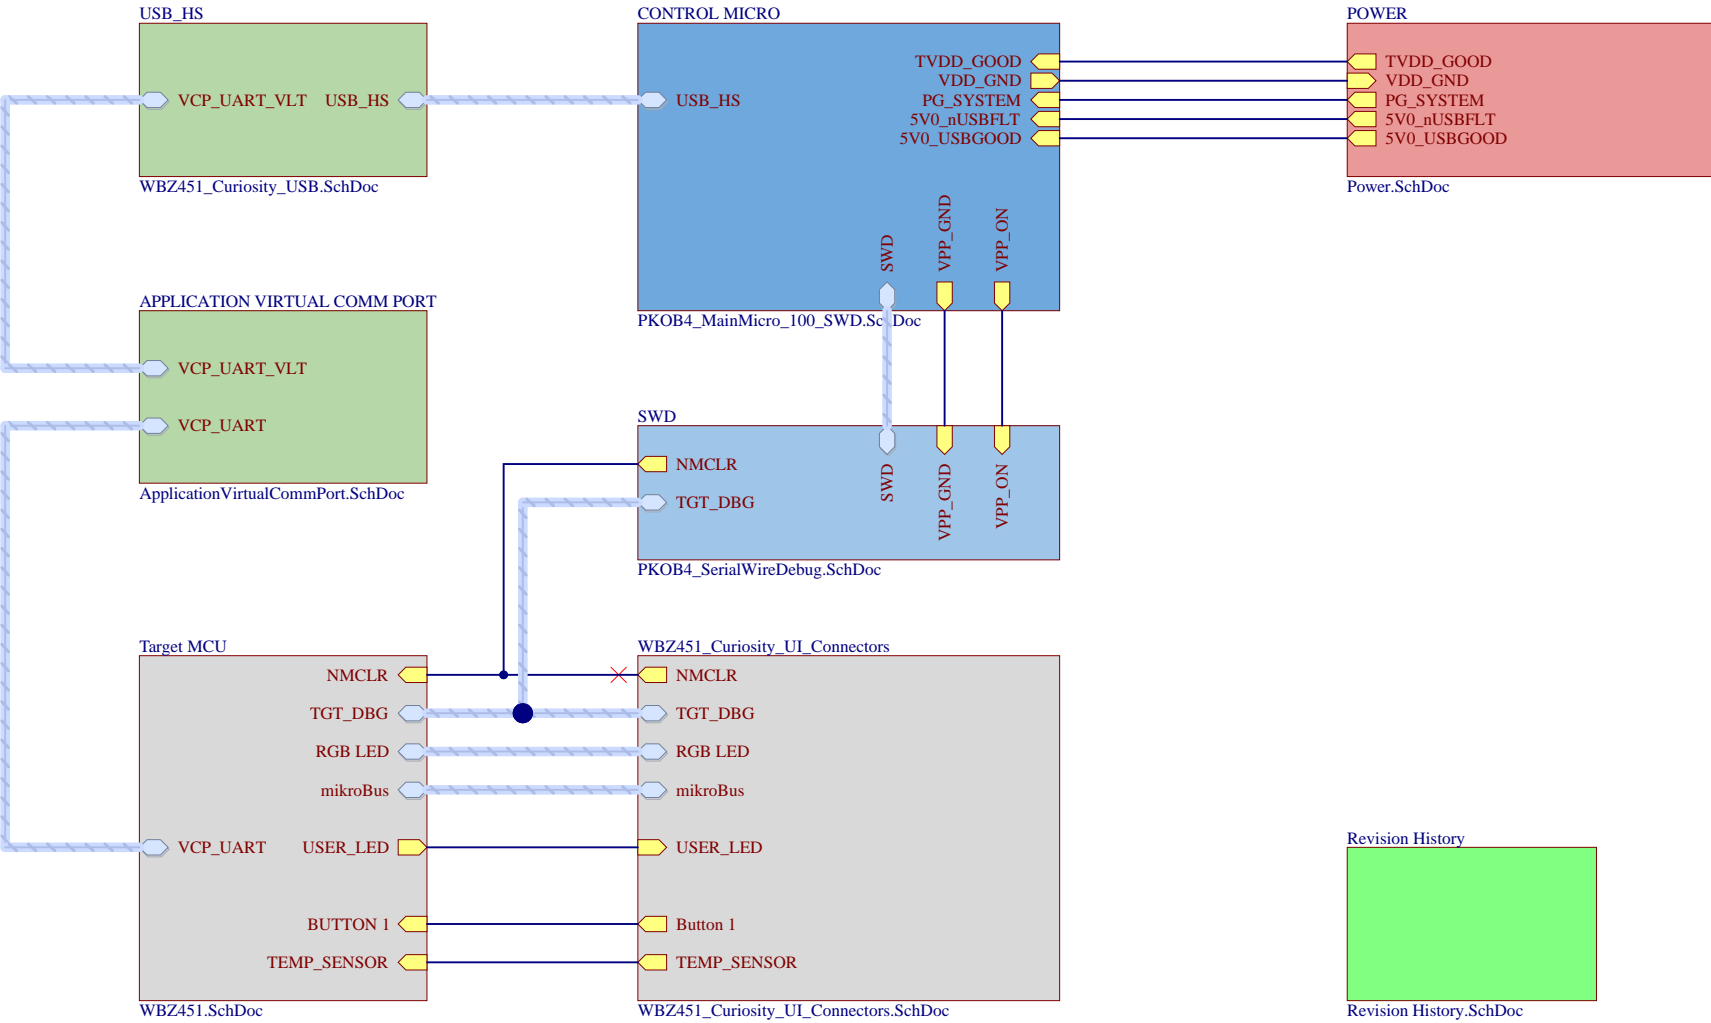 USB_HS
VCP_UART_VLT USB_HS
WBZ451_Curiosity_USB.SchDoc
CONTROL MICRO
USB_HS
TVDD_GOOD
VDD_GND
PG_SYSTEM
5V0_nUSBFLT
5V0_USBGOOD
SWD
VPP_GND
VPP_ON
PKOB4_MainMicro_100_SWD.SchDoc
POWER
TVDD_GOOD
VDD_GND
PG_SYSTEM
5V0_nUSBFLT
5V0_USBGOOD
Power.SchDoc
APPLICATION VIRTUAL COMM PORT
VCP_UART_VLT
VCP_UART
ApplicationVirtualCommPort.SchDoc
SWD
NMCLR
TGT_DBG
SWD
VPP_GND
VPP_ON
PKOB4_SerialWireDebug.SchDoc
Target MCU
NMCLR
TGT_DBG
RGB LED
mikroBus
VCP_UART USER_LED
BUTTON 1
TEMP_SENSOR
WBZ451.SchDoc
WBZ451_Curiosity_UI_Connectors
NMCLR
TGT_DBG
RGB LED
mikroBus
USER_LED
Button 1
TEMP_SENSOR
WBZ451_Curiosity_UI_Connectors.SchDoc
Revision History
Revision History.SchDoc